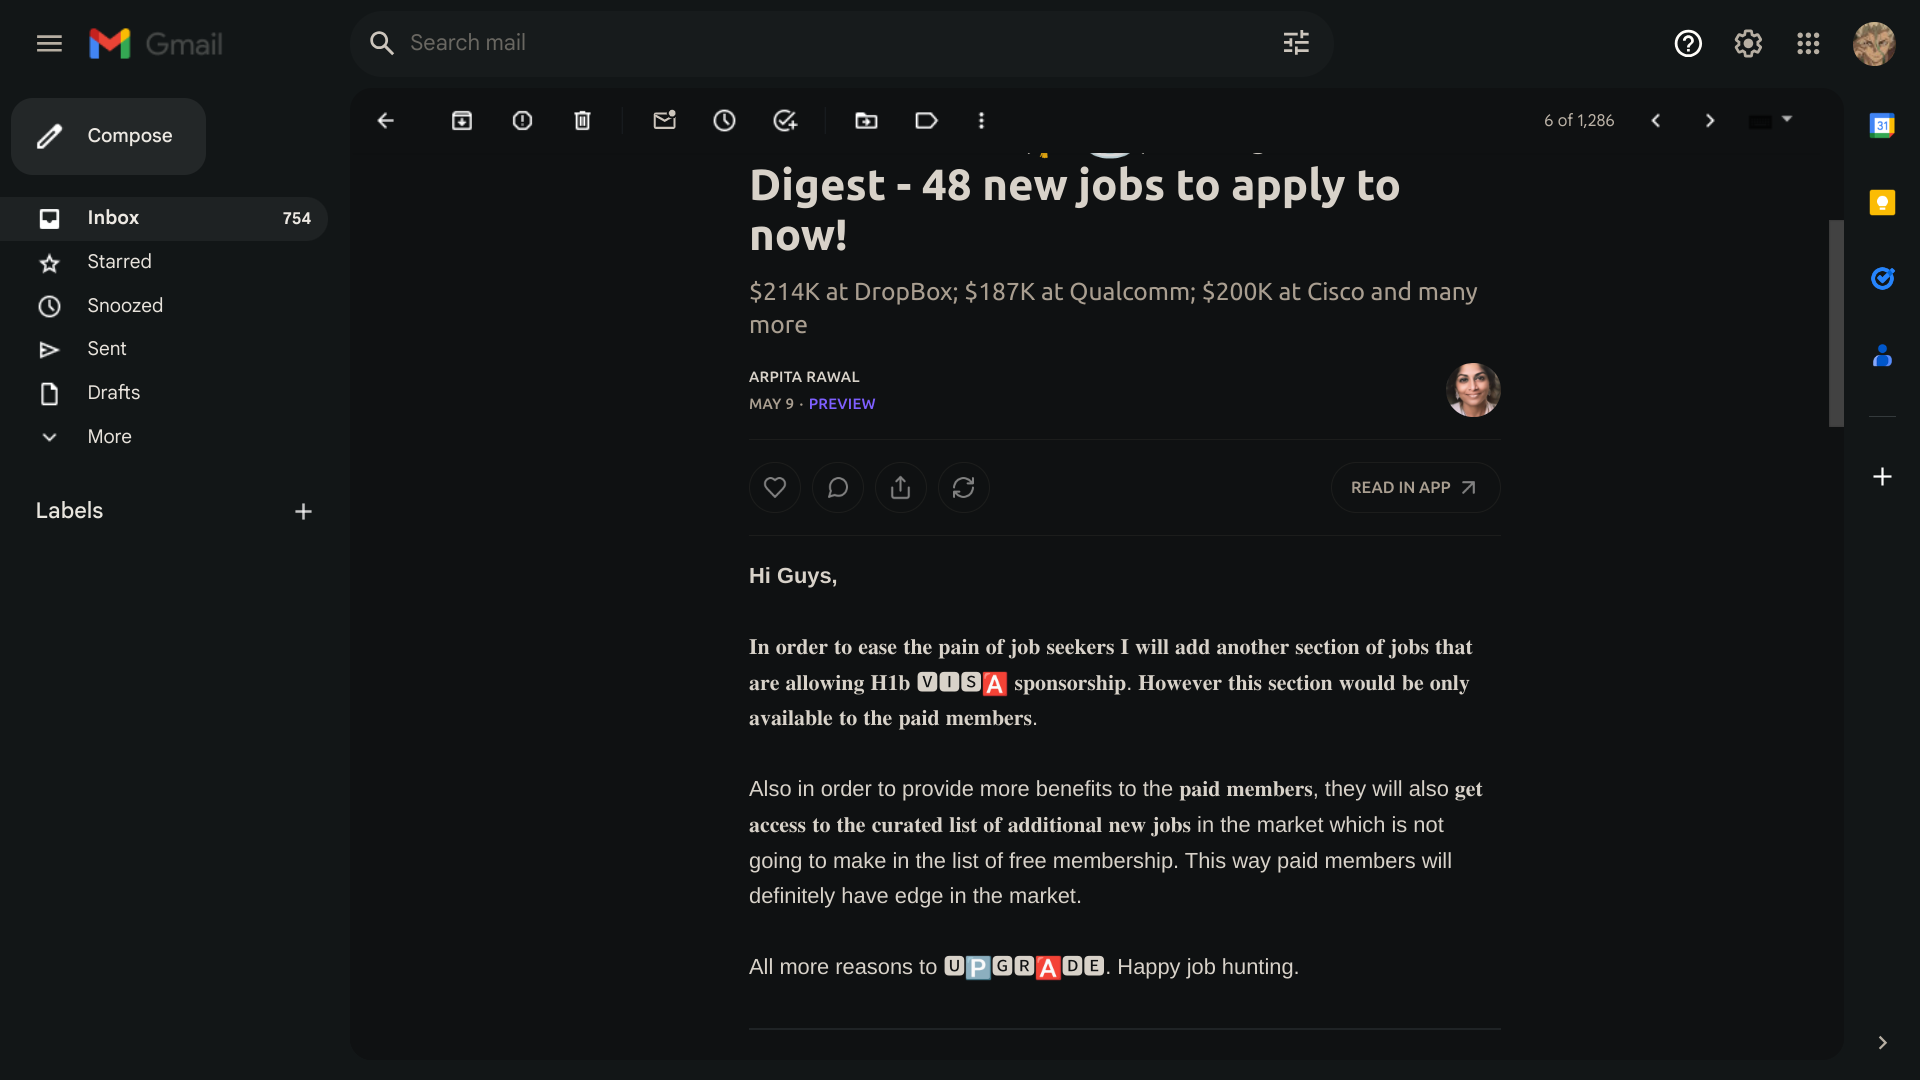 Gmail
Search mail
Compose
6 of 1,286
31
Inbox 754
Starred
Snoozed
Sent
Drafts
More
Labels
Digest - 48 new jobs to apply to
now!
$214K at DropBox; $187K at Qualcomm; $200K at Cisco and many
more
ARPITA RAWAL
MAY 9 · PREVIEW
READ IN APP
Hi Guys,
In order to ease the pain of job seekers I will add another section of jobs that
are allowing H1b VISA sponsorship. However this section would be only
available to the paid members.
Also in order to provide more benefits to the paid members, they will also get
access to the curated list of additional new jobs in the market which is not
going to make in the list of free membership. This way paid members will
definitely have edge in the market.
All more reasons to UPGRADE. Happy job hunting.